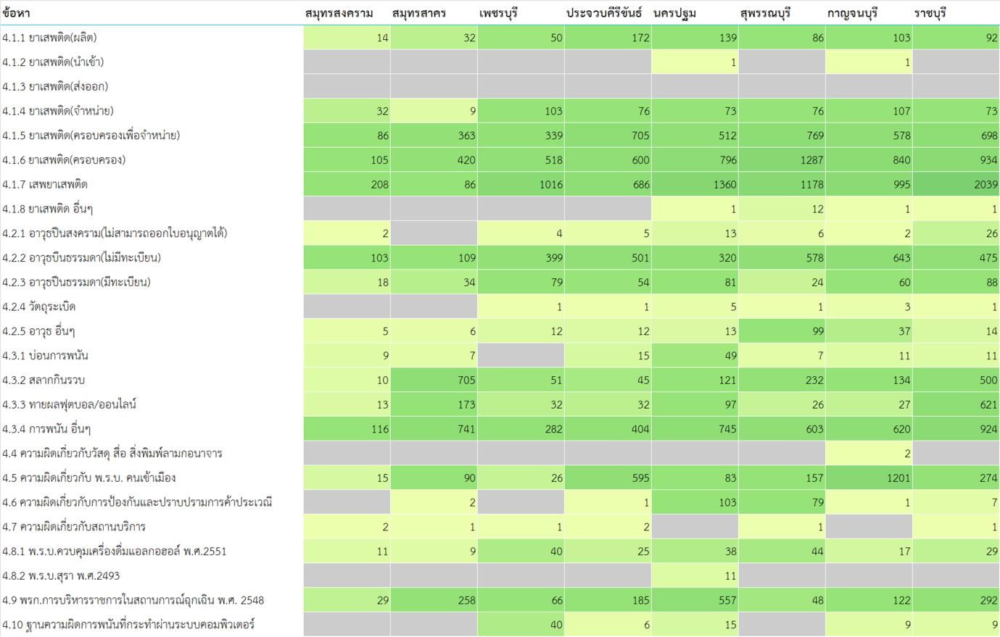 ข้อหา สมุทรสงคราม สมุทรสาคร เพชรบุรี ประจวบคีรีขันธ์ นครปฐม สุพรรณบุรี กาญจนบุรี ราชบุรี
4.1.1 ยาเสพติด(ผลิต) 14 32 50 172 139 86 103 92
4.1.2 ยาเสพติด(นำเข้า) 1 1
4.1.3 ยาเสพติด(ส่งออก)
4.1.4 ยาเสพติด(จำหน่าย) 32 9 103 76 73 76 107 73
4.1.5 ยาเสพติด(ครอบครองเพื่อจำหน่าย) 86 363 339 705 512 769 578 698
4.1.6 ยาเสพติด(ครอบครอง) 105 420 518 600 796 1287 840 934
4.1.7 เสพยาเสพติด 208 86 1016 686 1360 1178 995 2039
4.1.8 ยาเสพติด อื่นๆ 1 12 1 1
4.2.1 อาวุธปืนสงคราม(ไม่สามารถออกใบอนุญาตได้) 2 4 5 13 6 2 26
4.2.2 อาวุธปืนธรรมดา(ไม่มีทะเบียน) 103 109 399 501 320 578 643 475
4.2.3 อาวุธปืนธรรมดา(มีทะเบียน) 18 34 79 54 81 24 60 88
4.2.4 วัตถุระเบิด 1 1 5 1 3 1
4.2.5 อาวุธ อื่นๆ 5 6 12 12 13 99 37 14
4.3.1 บ่อนการพนัน 9 7 15 49 7 11 11
4.3.2 สลากกินรวบ 10 705 51 45 121 232 134 500
4.3.3 ทายผลฟุตบอล/ออนไลน์ 13 173 32 32 97 26 27 621
4.3.4 การพนัน อื่นๆ 116 741 282 404 745 603 620 924
4.4 ความผิดเกี่ยวกับวัสดุ สื่อ สิ่งพิมพ์ลามกอนาจาร 2
4.5 ความผิดเกี่ยวกับ พ.ร.บ. คนเข้าเมือง 15 90 26 595 83 157 1201 274
4.6 ความผิดเกี่ยวกับการป้องกันและปราบปรามการค้าประเวณี 2 1 103 79 1 7
4.7 ความผิดเกี่ยวกับสถานบริการ 2 1 1 2 1 1
4.8.1 พ.ร.บ.ควบคุมเครื่องดื่มแอลกอฮอล์ พ.ศ.2551 11 9 40 25 38 44 17 29
4.8.2 พ.ร.บ.สุรา พ.ศ.2493 11
4.9 พรก.การบริหารราชการในสถานการณ์ฉุกเฉิน พ.ศ. 2548 29 258 66 185 557 48 122 292
4.10 ฐานความผิดการพนันที่กระทำผ่านระบบคอมพิวเตอร์ 40 6 15 9 9